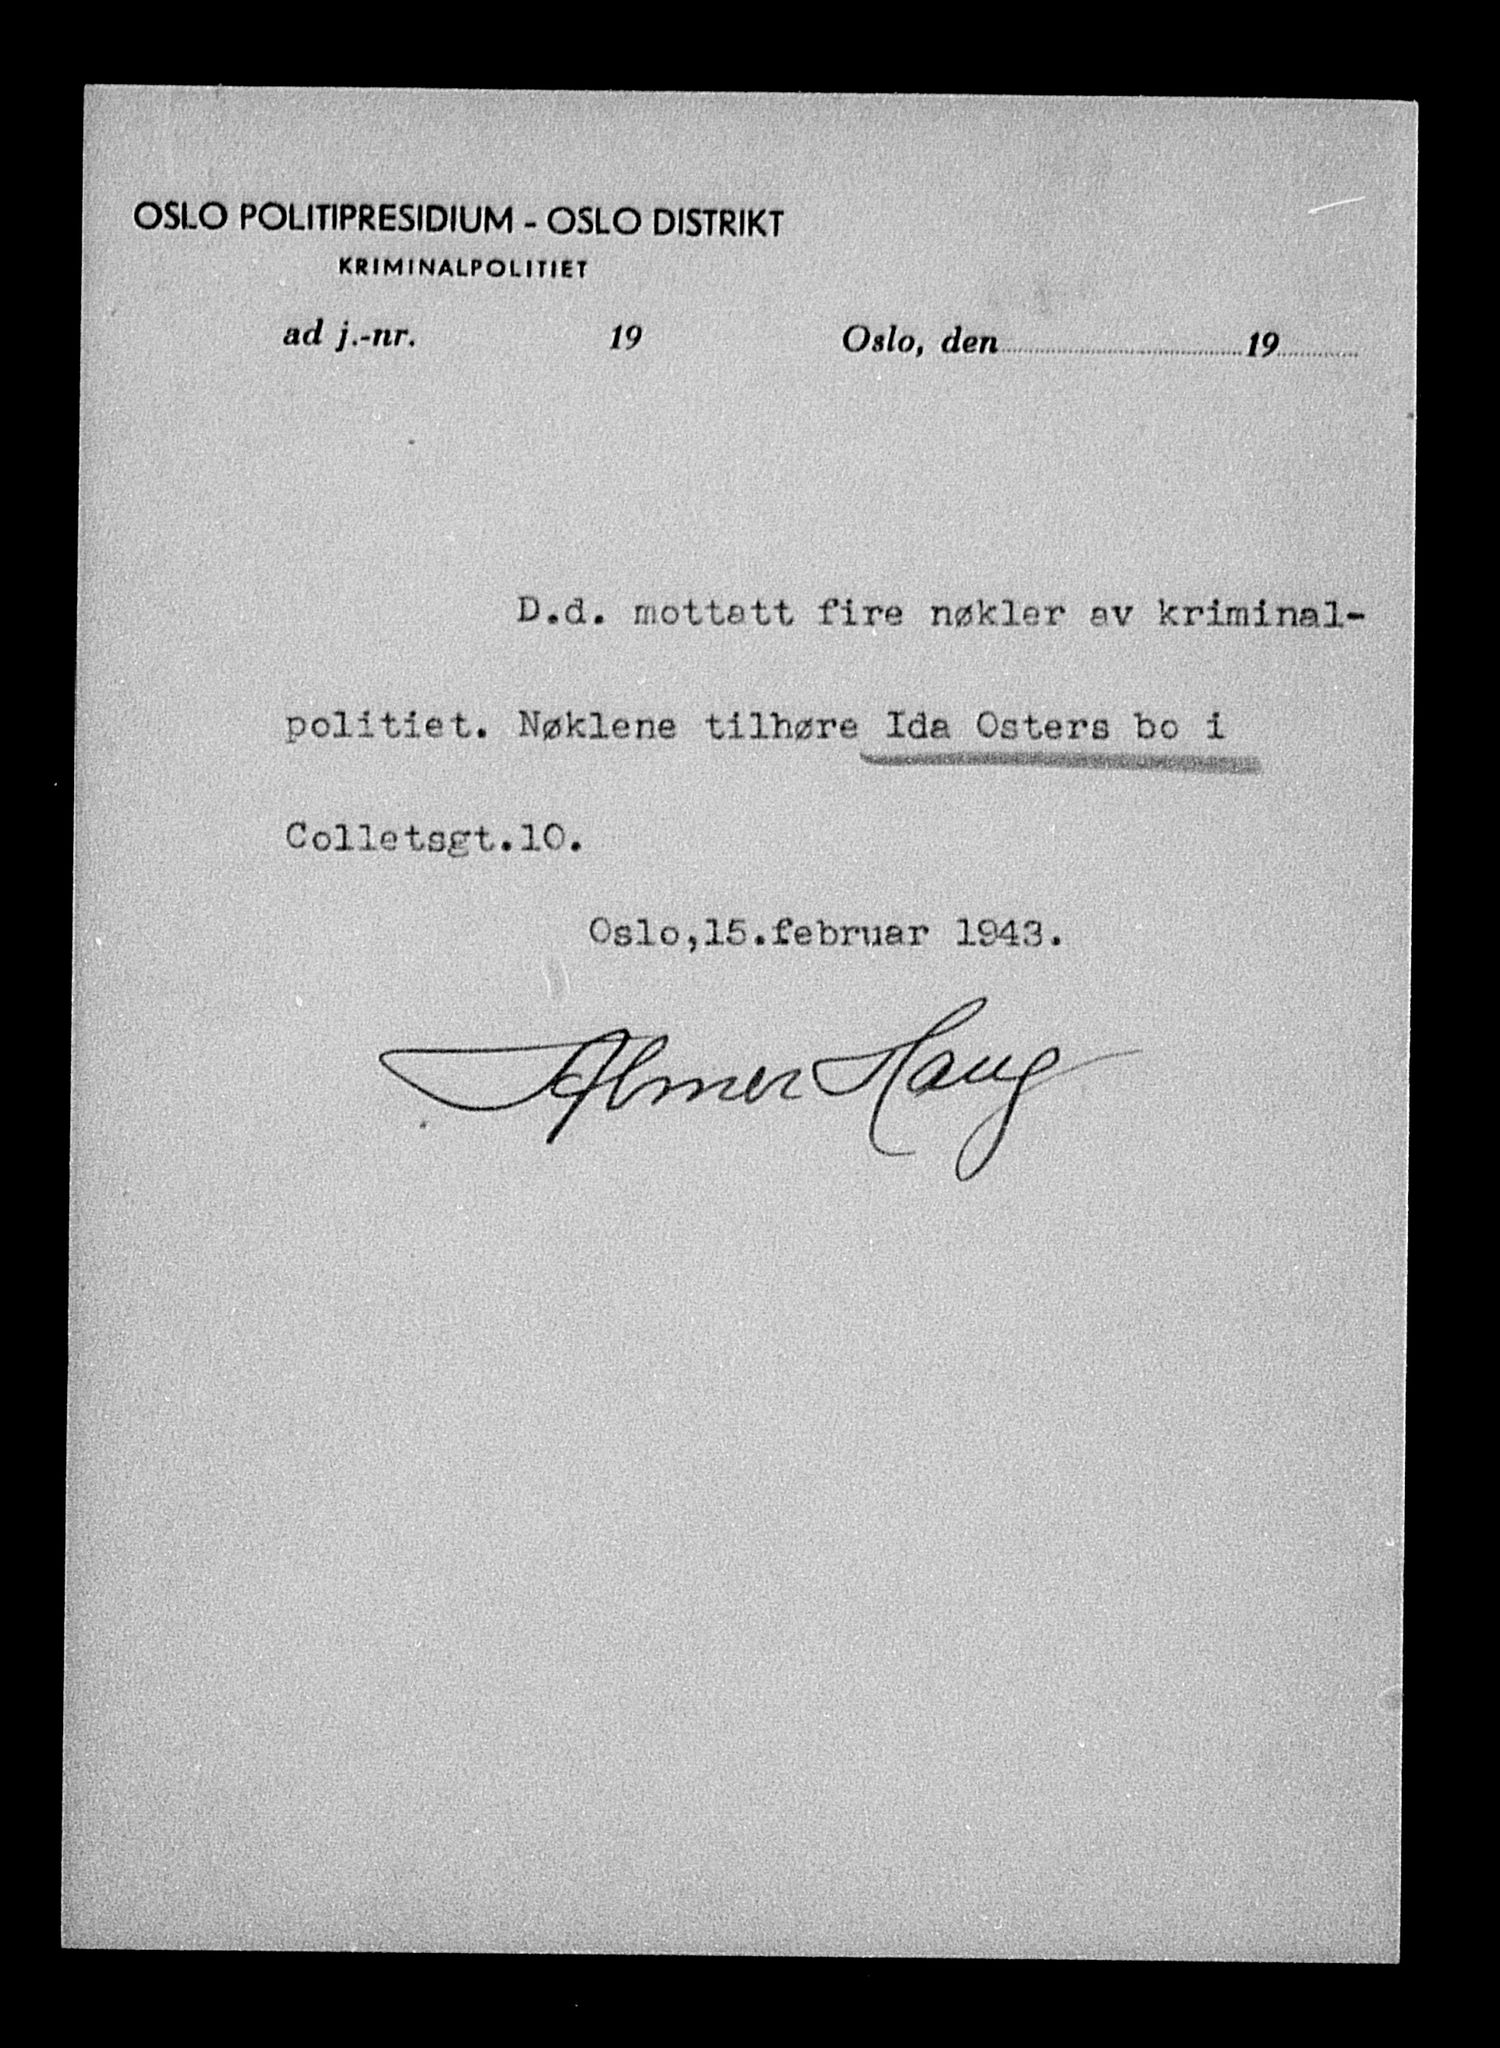 OSLO POLITIPRESIDIUM - OSLO DISTRIKT
KRIMINALPOLITIET
ad j.-nr. 19 Oslo, den 19
D.d. mottatt fire nøkler av kriminal-
politiet. Nøklene tilhøre Ida Osters bo i
Colletsgt.10.
Oslo,15.februar 1943.
Haug